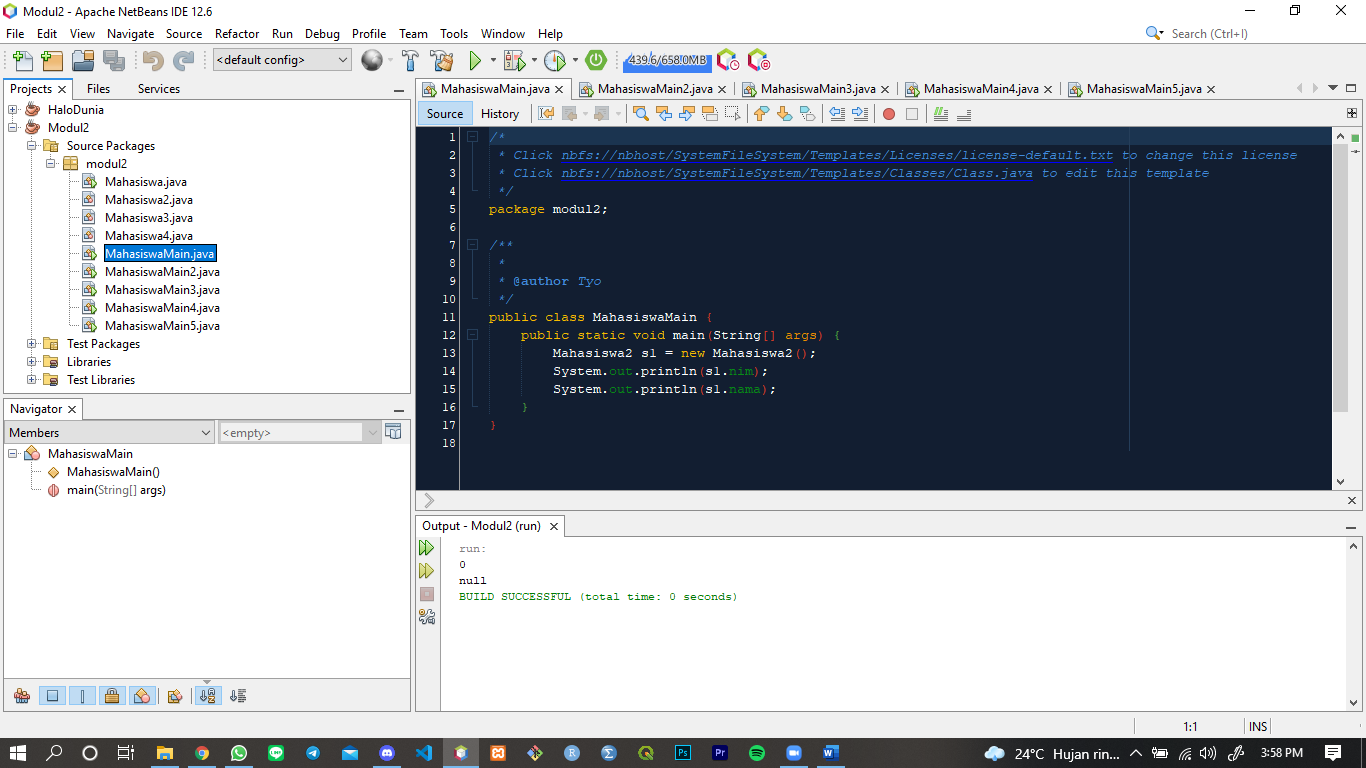 Modul2 - Apache NetBeans IDE 12.6
File Edit View Navigate Source Refactor Run Debug Profile Team Tools Window Help
Search (Ctrl+I)
<default config>
439.6/658.0MB
Projects Files Services
HaloDunia
Modul2
Source Packages
modul2
Mahasiswa.java
Mahasiswa2.java
Mahasiswa3.java
Mahasiswa4.java
MahasiswaMain.java
MahasiswaMain2.java
MahasiswaMain3.java
MahasiswaMain4.java
MahasiswaMain5.java
Test Packages
Libraries
Test Libraries
Navigator
Members
<empty>
MahasiswaMain
MahasiswaMain()
main(String[] args)
MahasiswaMain.java MahasiswaMain2.java MahasiswaMain3.java MahasiswaMain4.java MahasiswaMain5.java
Source History
1 /*
2 * Click nbfs://nbhost/SystemFileSystem/Templates/Licenses/license-default.txt to change this license
3 * Click nbfs://nbhost/SystemFileSystem/Templates/Classes/Class.java to edit this template
4 */
5 package modul2;
6
7 /**
8 *
9 * @author Tyo
10 */
11 public class MahasiswaMain {
12 public static void main(String[] args) {
13 Mahasiswa2 s1 = new Mahasiswa2();
14 System.out.println(s1.nim);
15 System.out.println(s1.nama);
16 }
17 }
18
Output - Modul2 (run)
run:
0
null
BUILD SUCCESSFUL (total time: 0 seconds)
1:1 INS
24°C Hujan rin... 3:58 PM